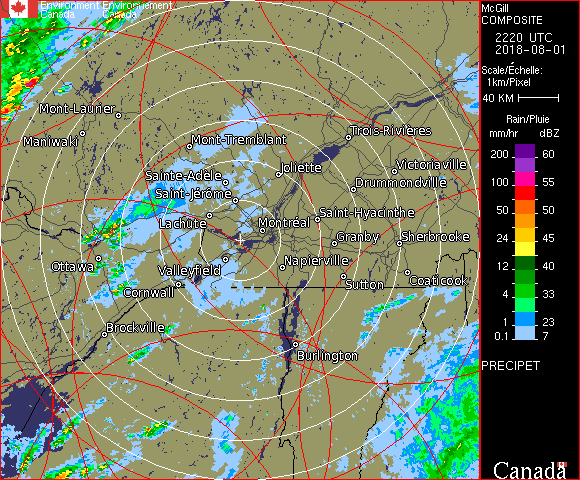 Environment Environnement
Canada Canada
McGill
COMPOSITE
2220 UTC
2018-08-01
Scale/Échelle:
1km/Pixel
40 KM
Rain/Pluie
mm/hr dBZ
200 60
100 55
50 50
24 45
12 40
4 33
1 23
0.1 7
PRECIPET
Canada
Mont-Laurier
Maniwaki
Mont-Tremblant
Trois-Rivières
Joliette
Victoriaville
Sainte-Adèle
Saint-Jérôme
Drummondville
Lachute
Montréal
Saint-Hyacinthe
Granby
Sherbrooke
Ottawa
Valleyfield
Napierville
Cornwall
Sutton
Coaticook
Brockville
Burlington